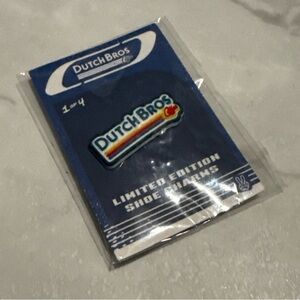 DUTCH BROS
1 OF 4
DUTCH BROS
LIMITED EDITION
SHOE CHARMS